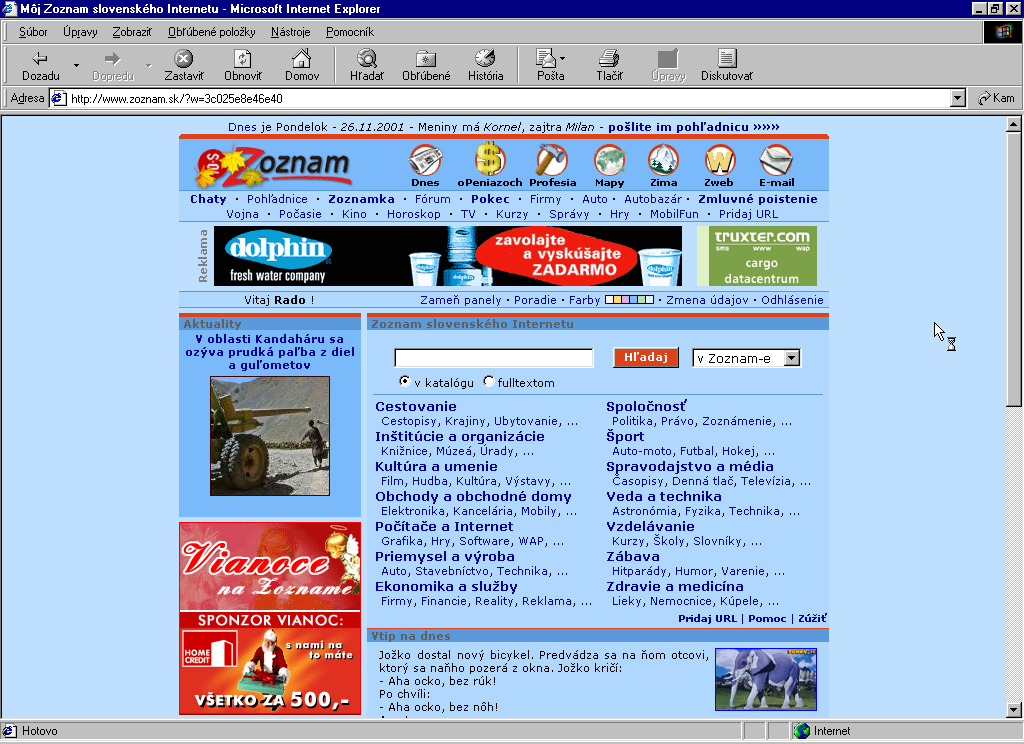 Môj Zoznam slovenského Internetu - Microsoft Internet Explorer
Súbor Úpravy Zobraziť Obľúbené položky Nástroje Pomocník
Dozadu Dopredu Zastaviť Obnoviť Domov Hľradať Obľúbené História Pošta Tlačiť Úpravy Diskutovať
Adresa http://www.zoznam.sk/?w=3c025e8e46e40 Kam
Dnes je Pondelok - 26.11.2001 - Meniny má Kornel, zajtra Milan - pošlite im pohľadnicu »»»»
Zoznam
Dnes oPeniazoch Profesia Mapy Zima Zweb E-mail
Chaty · Pohľadnice · Zoznamka · Fórum · Pokec · Firmy · Auto · Autobazár · Zmluvné poistenie
Vojna · Počasie · Kino · Horoskop · TV · Kurzy · Správy · Hry · MobilFun · Pridaj URL
Reklama
dolphin
fresh water company
zavolajte
a vyskúšajte
ZADARMO
dolphin
truxter.com
sms www wap
cargo
datacentrum
Vitaj Rado !
Zameň panely · Poradie · Farby · Zmena údajov · Odhlásenie
Aktuality
V oblasti Kandaháru sa
ozýva prudká paľba z diel
a guľometov
Vianoce
na Zozname
SPONZOR VIANOC:
HOME
CREDIT
s nami na
to máte
VŠETKO ZA 500,-
Zoznam slovenského Internetu
Hľadaj v Zoznam-e
v katalógu fulltextom
Cestovanie
Cestopisy, Krajiny, Ubytovanie, ...
Inštitúcie a organizácie
Knižnice, Múzeá, Úrady, ...
Kultúra a umenie
Film, Hudba, Kultúra, Výstavy, ...
Obchody a obchodné domy
Elektronika, Kancelária, Mobily, ...
Počítače a Internet
Grafika, Hry, Software, WAP, ...
Priemysel a výroba
Auto, Stavebníctvo, Technika, ...
Ekonomika a služby
Firmy, Financie, Reality, Reklama, ...
Spoločnosť
Politika, Právo, Zoznámenie, ...
Šport
Auto-moto, Futbal, Hokej, ...
Spravodajstvo a média
Časopisy, Denná tlač, Televízia, ...
Veda a technika
Astronómia, Fyzika, Technika, ...
Vzdelávanie
Kurzy, Školy, Slovníky, ...
Zábava
Hitparády, Humor, Varenie, ...
Zdravie a medicína
Lieky, Nemocnice, Kúpele, ...
Pridaj URL | Pomoc | Zúžiť
Vtip na dnes
Jožko dostal nový bicykel. Predvádza sa na ňom otcovi,
ktorý sa naňho pozerá z okna. Jožko kričí:
- Aha ocko, bez rúk!
Po chvíli:
- Aha ocko, bez nôh!
Hotovo Internet